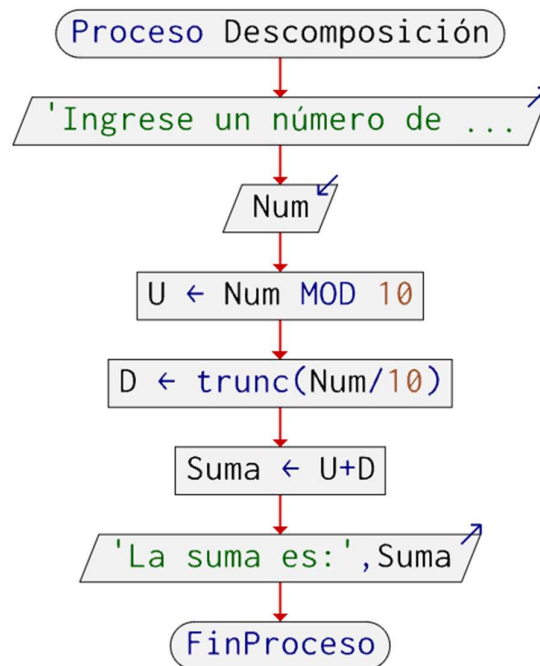 Proceso Descomposición
'Ingrese un número de ...
Num
U ← Num MOD 10
D ← trunc(Num/10)
Suma ← U+D
'La suma es:',Suma
FinProceso